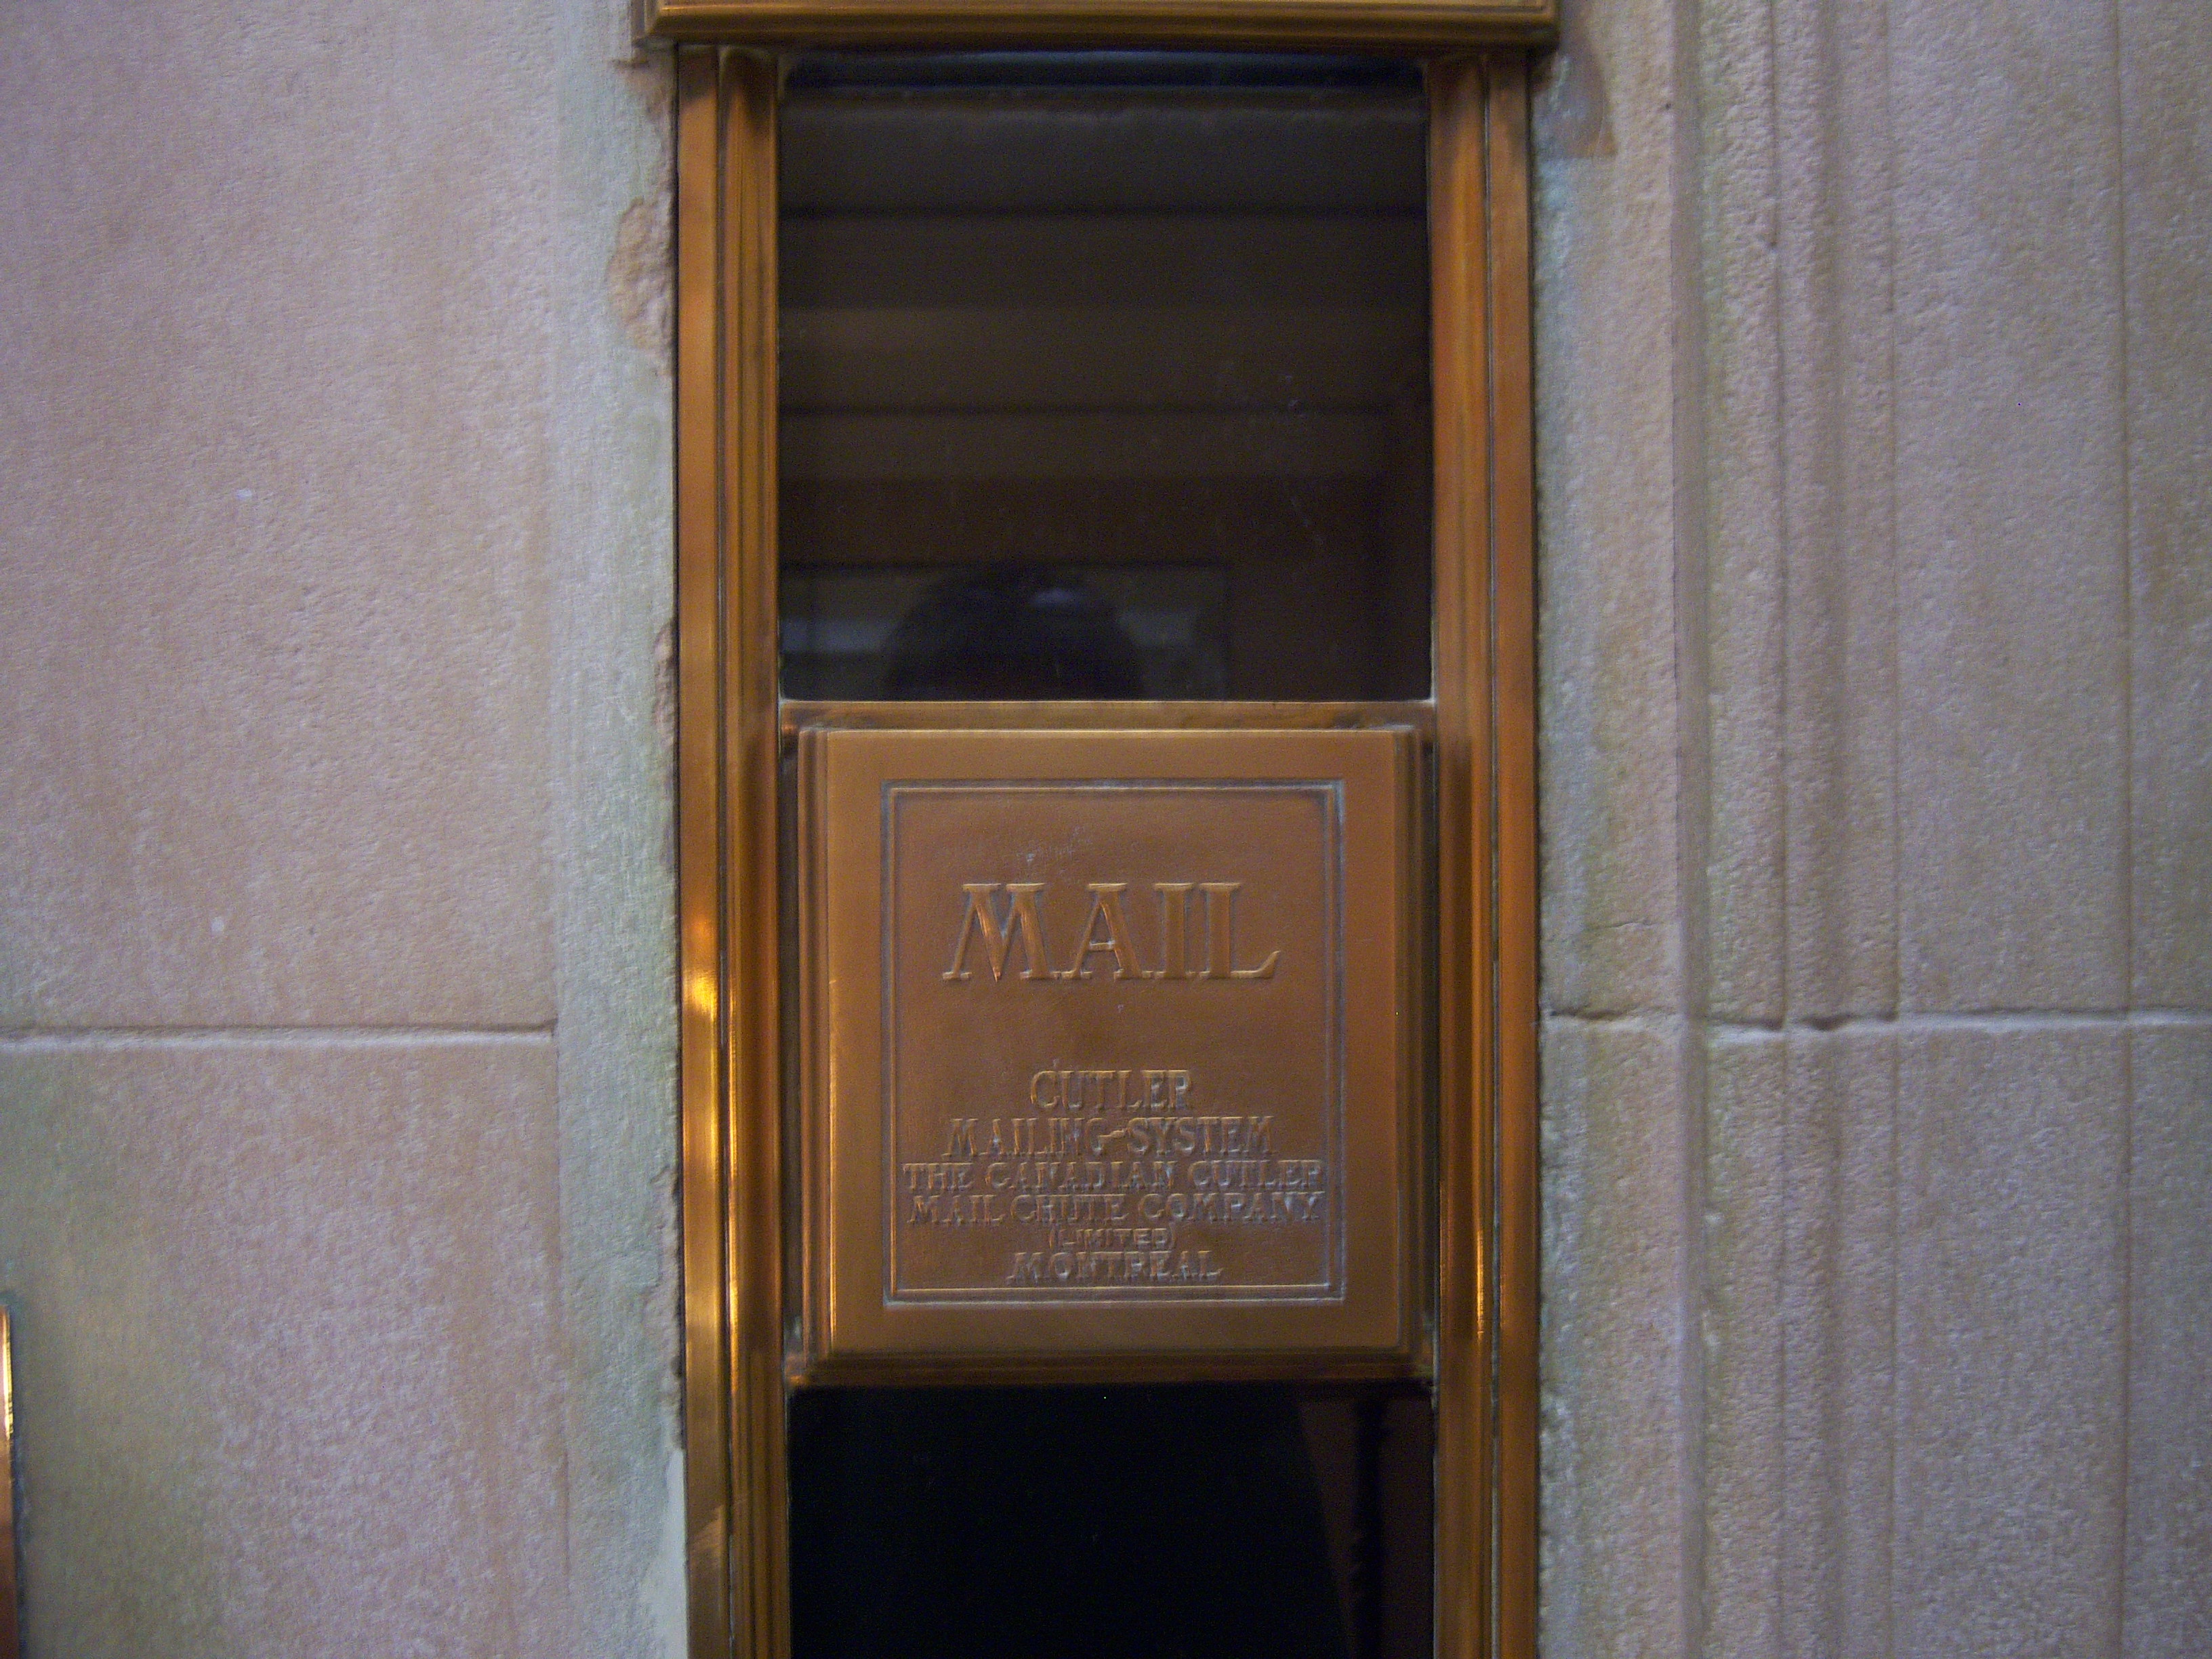 MAIL
CUTLER
MAILING-SYSTEM
THE CANADIAN CUTLER
MAIL CHUTE COMPANY
(LIMITED)
MONTREAL